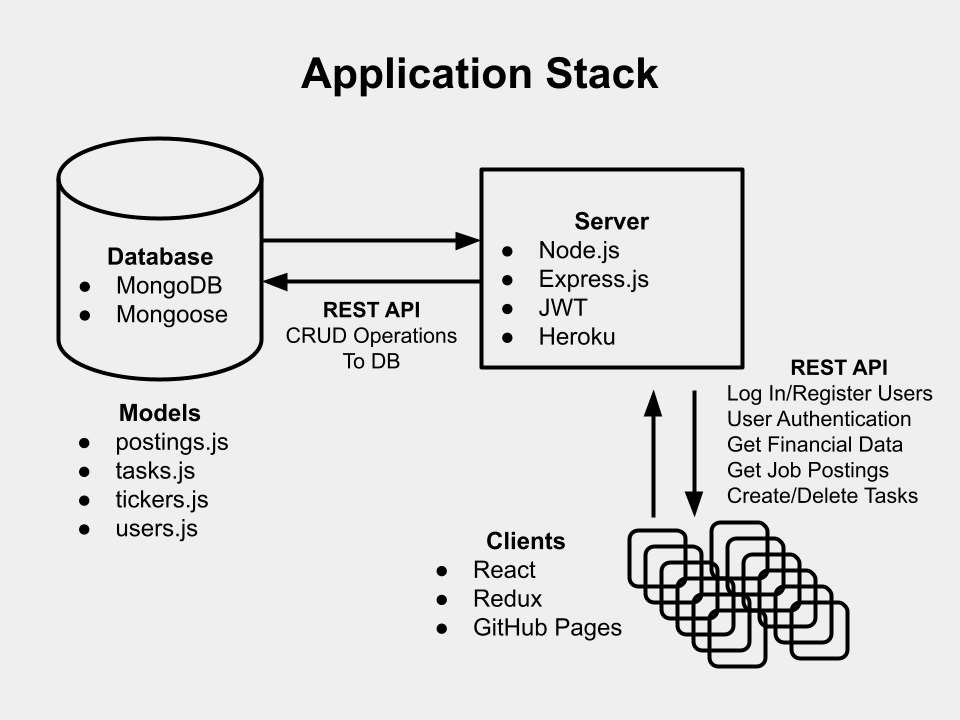 Application Stack
Database
● MongoDB
● Mongoose
Models
● postings.js
● tasks.js
● tickers.js
● users.js
REST API
CRUD Operations
To DB
Server
● Node.js
● Express.js
● JWT
● Heroku
REST API
Log In/Register Users
User Authentication
Get Financial Data
Get Job Postings
Create/Delete Tasks
Clients
● React
● Redux
● GitHub Pages